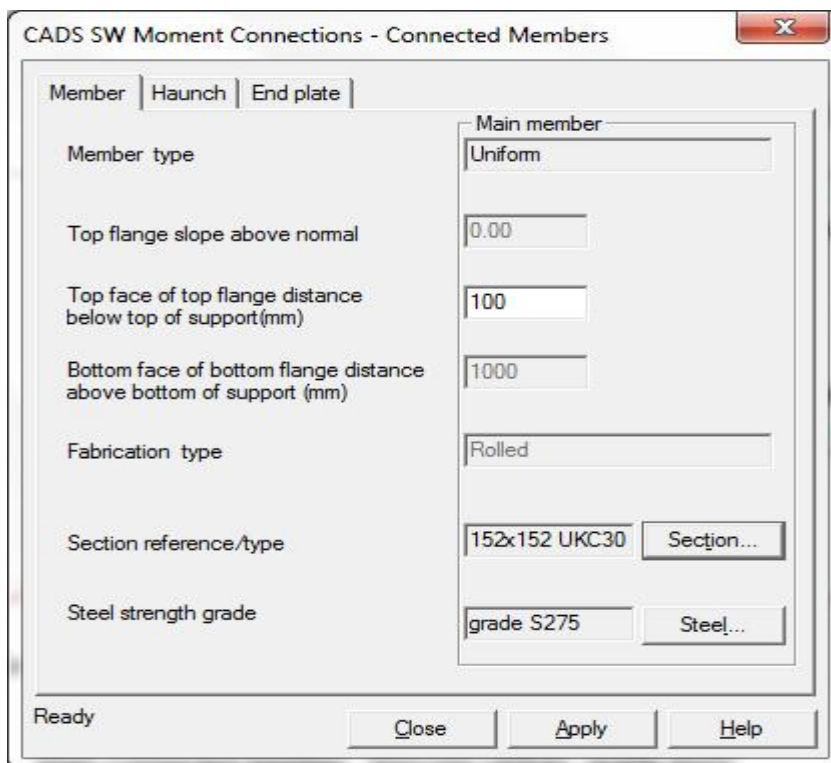 CADS SW Moment Connections - Connected Members
Member Haunch End plate
Main member
Member type Uniform
Top flange slope above normal 0.00
Top face of top flange distance
below top of support(mm) 100
Bottom face of bottom flange distance
above bottom of support (mm) 1000
Fabrication type Rolled
Section reference/type 152x152 UKC30 Section...
Steel strength grade grade S275 Steel...
Ready Close Apply Help